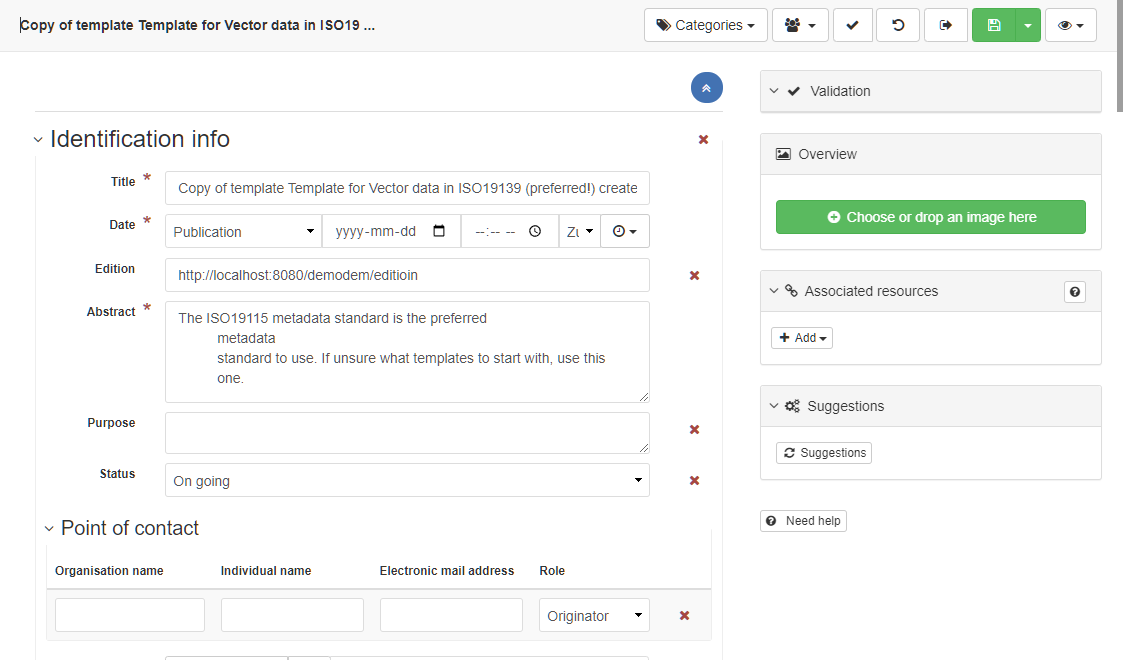 Copy of template Template for Vector data in ISO19 ...
Categories
Identification info
Title *
Copy of template Template for Vector data in ISO19139 (preferred!) create
Date *
Publication
yyyy-mm-dd
--:-- --
Zu
Edition
http://localhost:8080/demodem/editioin
Abstract *
The ISO19115 metadata standard is the preferred
metadata
standard to use. If unsure what templates to start with, use this
one.
Purpose
Status
On going
Point of contact
Organisation name Individual name Electronic mail address Role
Originator
Validation
Overview
Choose or drop an image here
Associated resources
Add
Suggestions
Suggestions
Need help